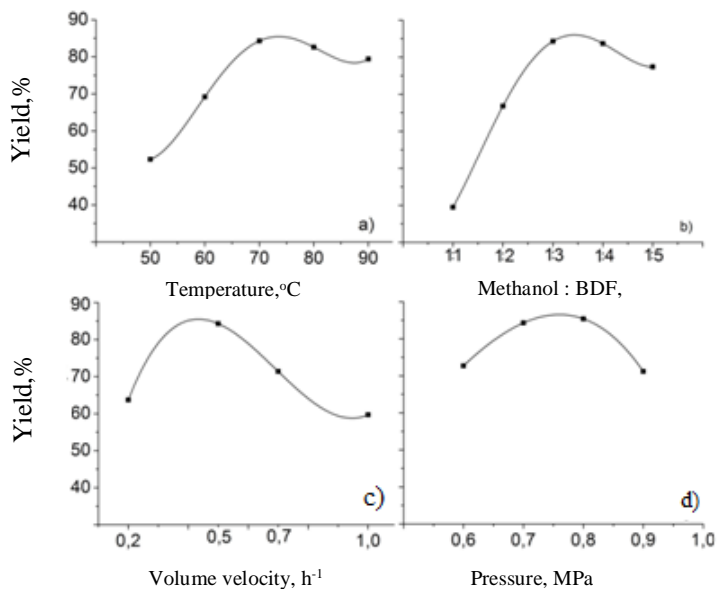 90
80
70
60
50
40
Yield,%
a)
50 60 70 80 90
Temperature,°C
b)
1:1 1:2 1:3 1:4 1:5
Methanol : BDF,
90
80
70
60
50
40
Yield,%
c)
0,2 0,5 0,7 1,0
Volume velocity, h-1
d)
0,6 0,7 0,8 0,9 1,0
Pressure, MPa